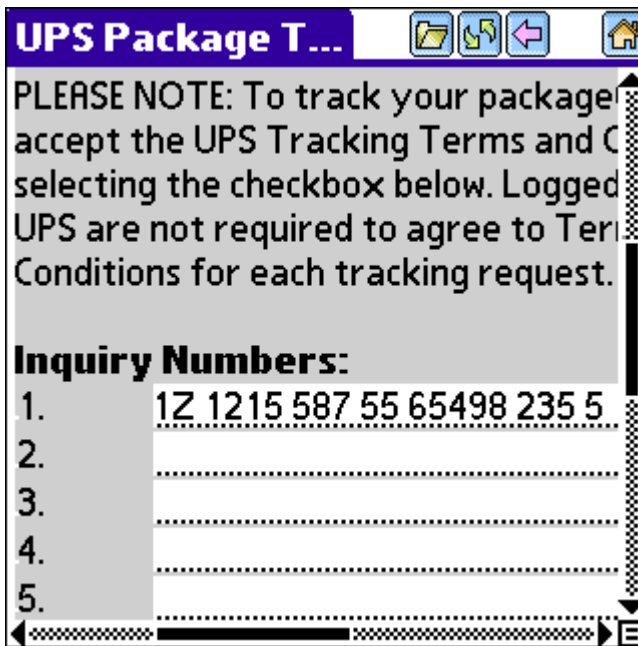 UPS Package T...
PLEASE NOTE: To track your package
accept the UPS Tracking Terms and C
selecting the checkbox below. Logged
UPS are not required to agree to Ter
Conditions for each tracking request.
Inquiry Numbers:
1. 1Z 1215 587 55 65498 235 5
2.
3.
4.
5.